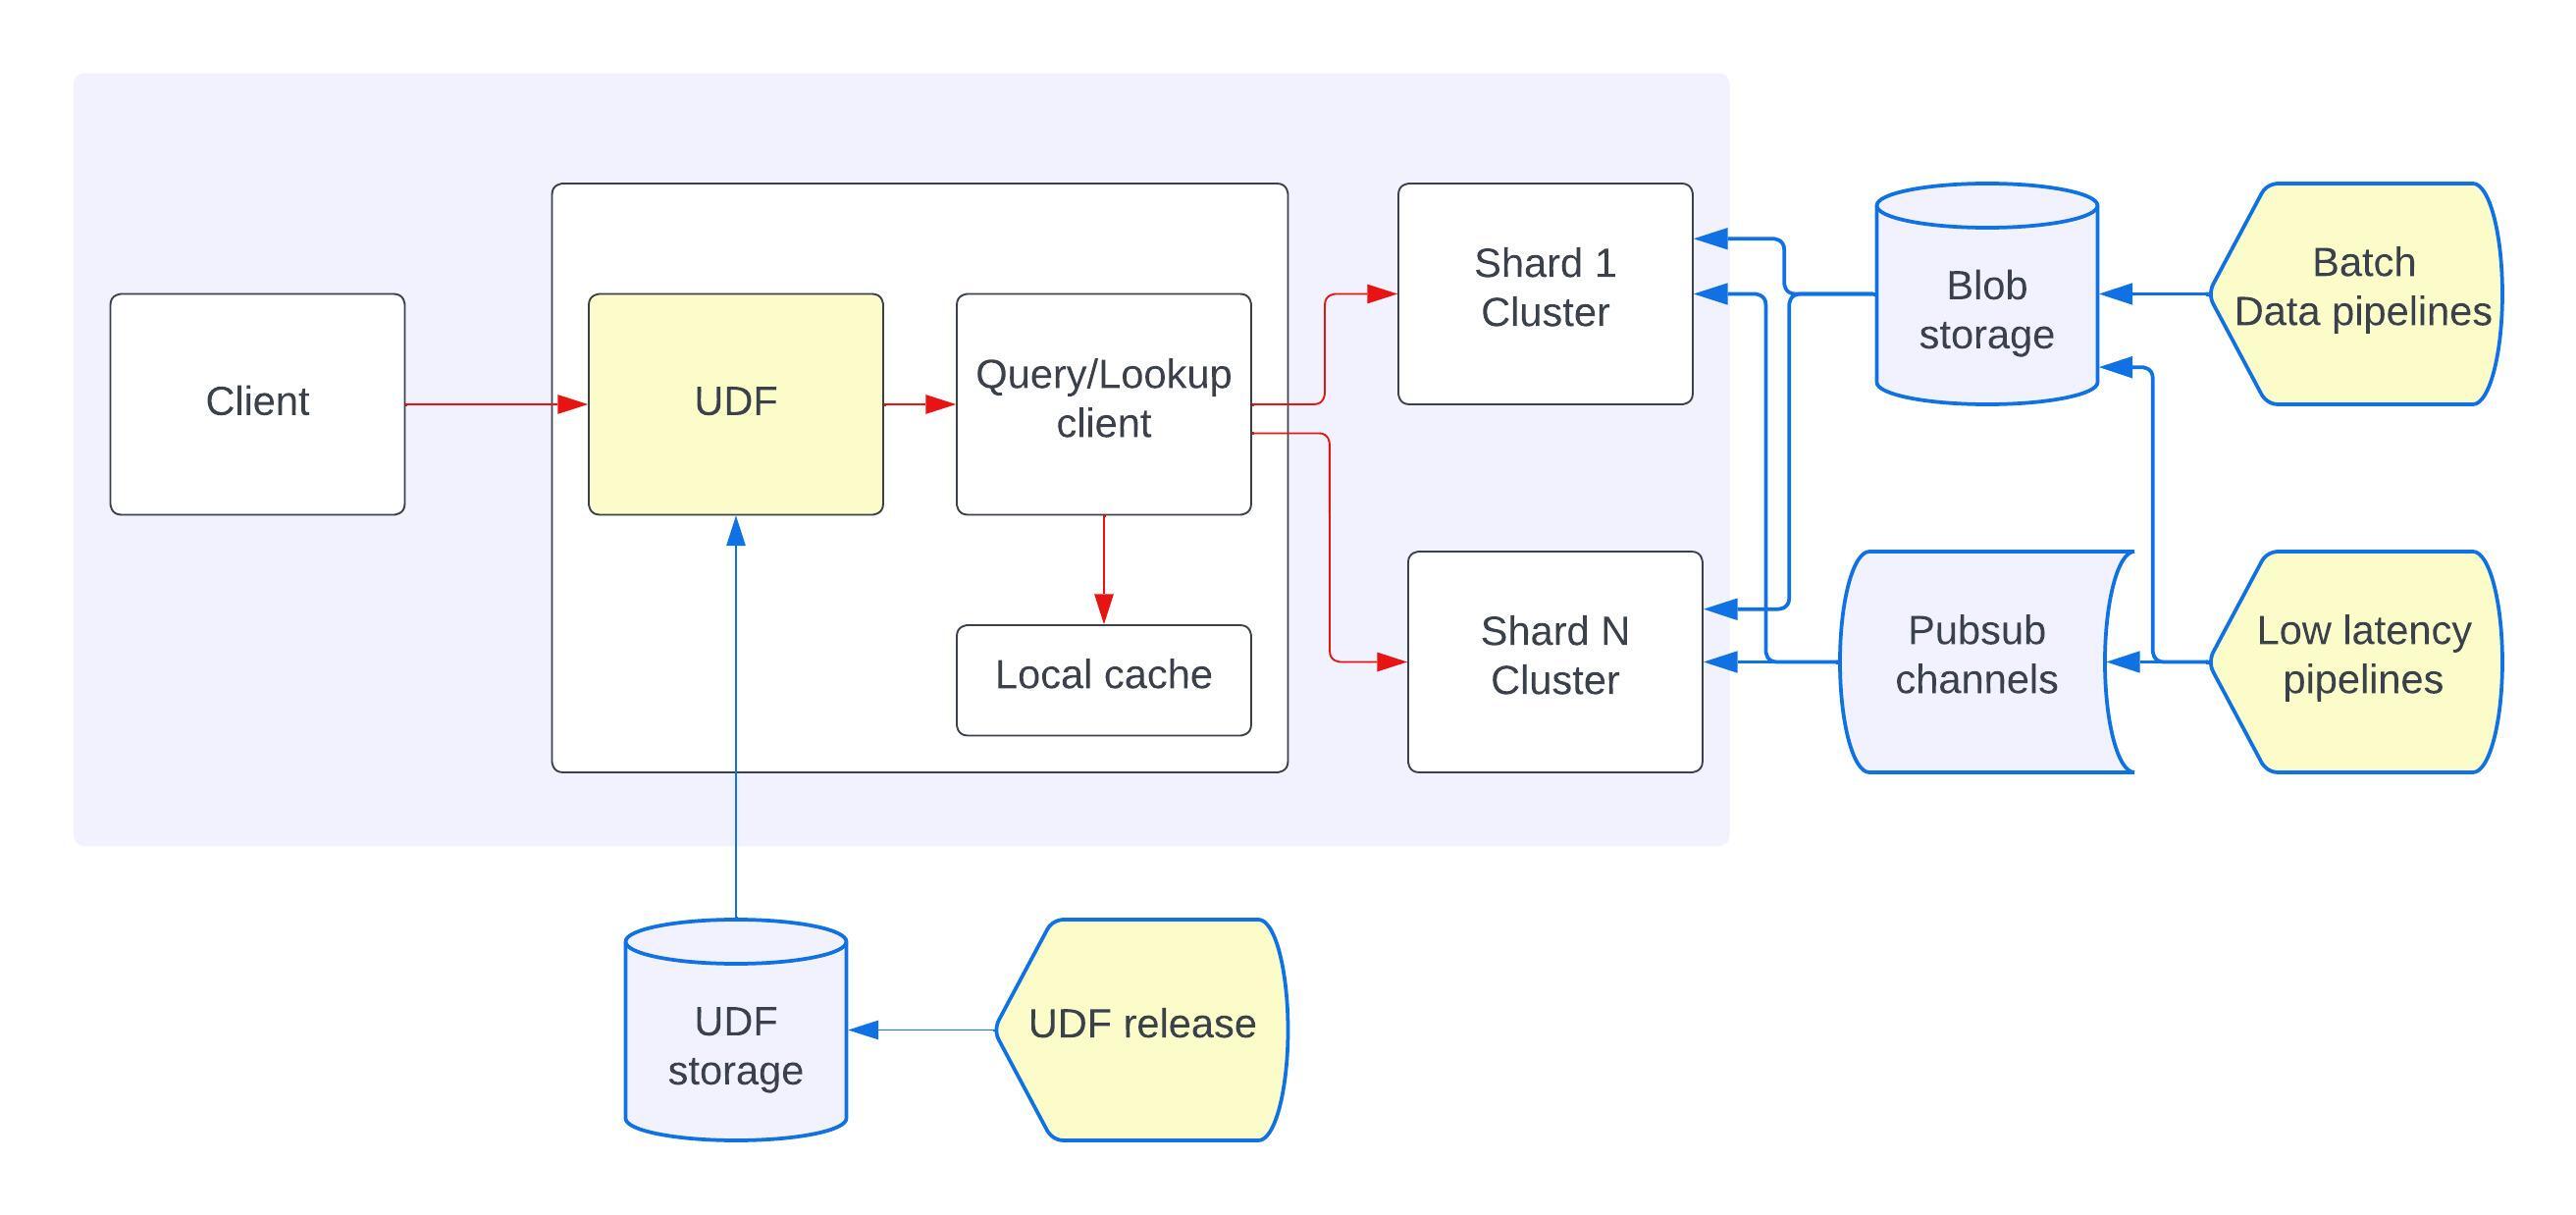 Client
UDF
Query/Lookup
client
Local cache
Shard 1
Cluster
Shard N
Cluster
Blob
storage
Batch
Data pipelines
Pubsub
channels
Low latency
pipelines
UDF
storage
UDF release